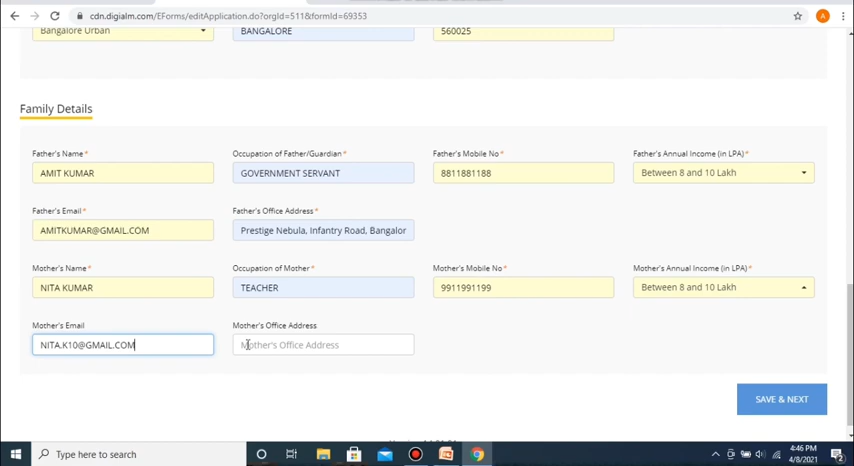 cdn.digialm.com/EForms/editApplication.do?orgId=511&formId=69353
A
Bangalore Urban BANGALORE 560025
Family Details
Father's Name* Occupation of Father/Guardian* Father's Mobile No* Father's Annual Income (in LPA)*
AMIT KUMAR GOVERNMENT SERVANT 8811881188 Between 8 and 10 Lakh
Father's Email* Father's Office Address*
AMITKUMAR@GMAIL.COM Prestige Nebula, Infantry Road, Bangalor
Mother's Name* Occupation of Mother* Mother's Mobile No* Mother's Annual Income (in LPA)*
NITA KUMAR TEACHER 9911991199 Between 8 and 10 Lakh
Mother's Email Mother's Office Address
NITA.K10@GMAIL.COM Mother's Office Address
SAVE & NEXT
Type here to search
4:46 PM
4/8/2021
2